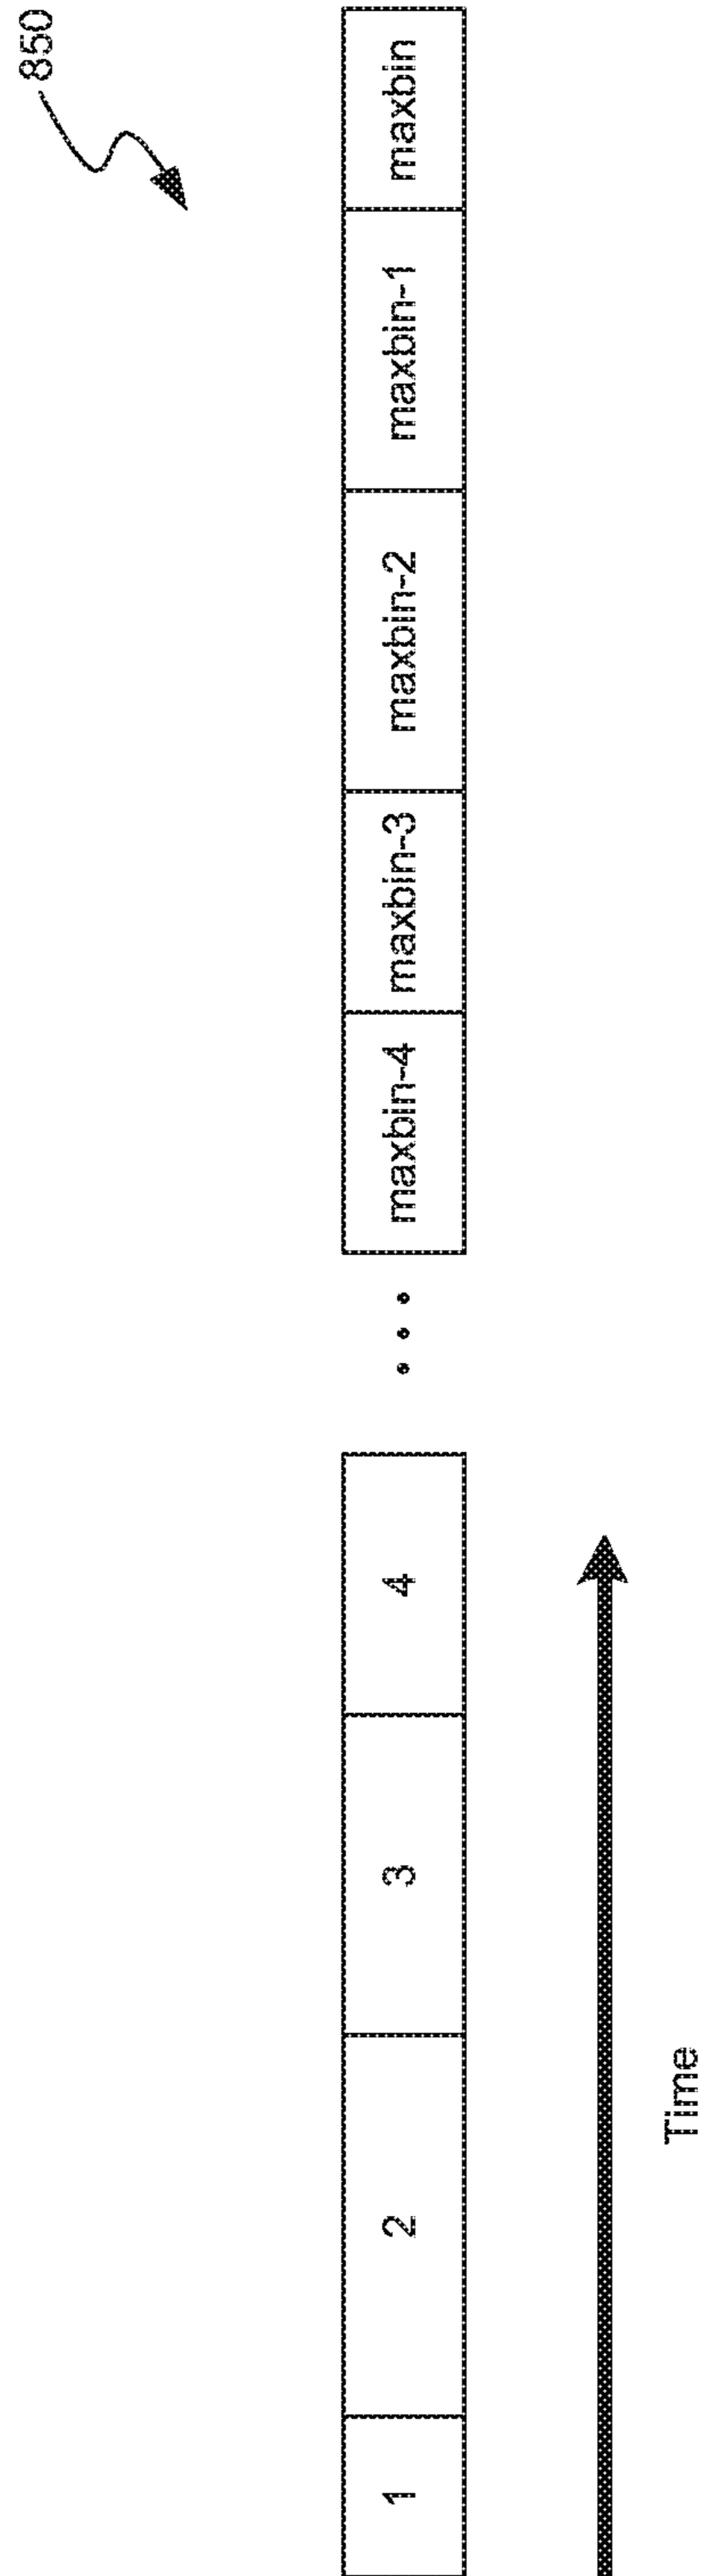 850
1
2
3
4
• • •
maxbin-4
maxbin-3
maxbin-2
maxbin-1
maxbin
Time